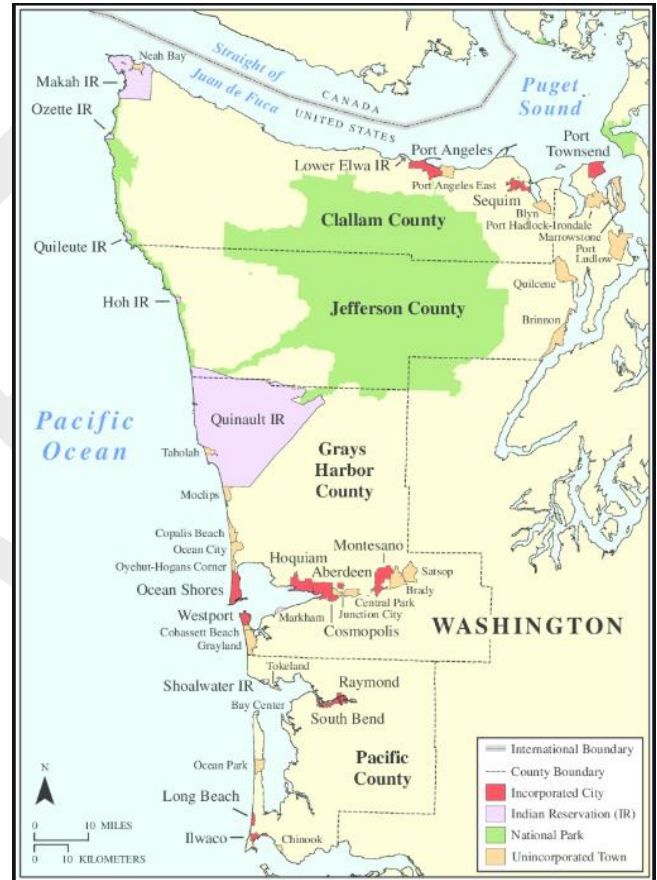 Neah Bay
Makah IR
Ozette IR
Straight of
Juan de Fuca
CANADA
UNITED STATES
Puget
Sound
Port
Townsend
Port Angeles
Lower Elwa IR
Port Angeles East
Sequim
Blyn
Port Hadlock-Irondale
Marrowstone
Port
Ludlow
Clallam County
Quileute IR
Quilcene
Hoh IR
Jefferson County
Brinnon
Pacific
Ocean
Quinault IR
Taholah
Grays
Harbor
County
Moclips
Copalis Beach
Ocean City
Oyehut-Hogans Corner
Ocean Shores
Hoquiam
Aberdeen
Montesano
Satsop
Brady
Central Park
Junction City
Markham
Cosmopolis
Westport
Cohassett Beach
Grayland
WASHINGTON
Tokeland
Shoalwater IR
Bay Center
Raymond
South Bend
Pacific
County
Ocean Park
Long Beach
Ilwaco
Chinook
N
0 10 MILES
0 10 KILOMETERS
International Boundary
County Boundary
Incorporated City
Indian Reservation (IR)
National Park
Unincorporated Town